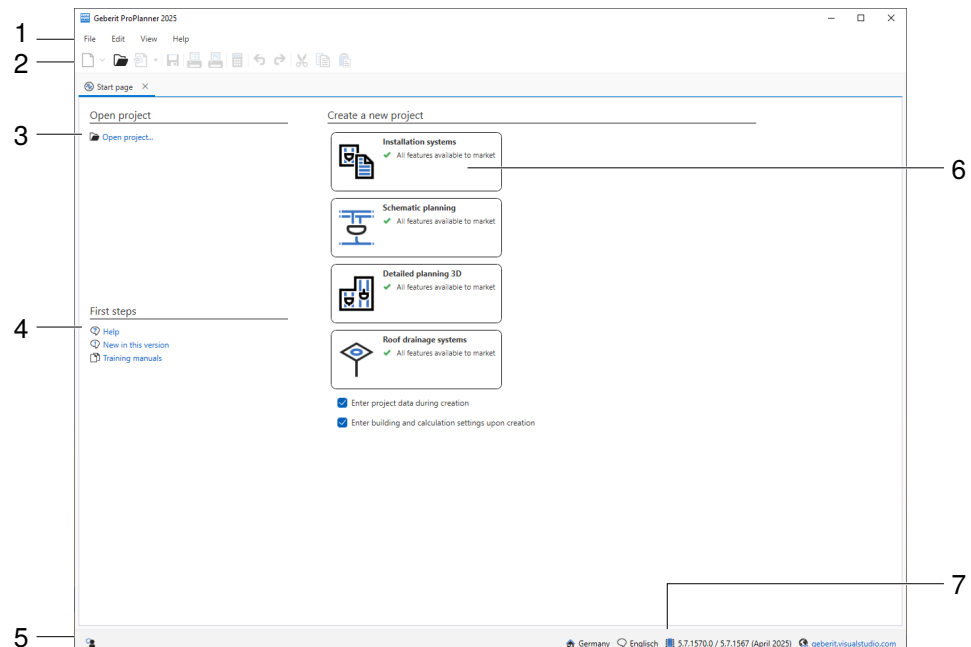 Geberit ProPlanner 2025
1
File Edit View Help
2
Start page
Open project
Create a new project
3
Open project...
Installation systems
All features available to market
6
Schematic planning
All features available to market
Detailed planning 3D
All features available to market
First steps
4
Help
New in this version
Training manuals
Roof drainage systems
All features available to market
Enter project data during creation
Enter building and calculation settings upon creation
7
5
Germany Englisch 5.7.1570.0 / 5.7.1567 (April 2025) geberit.visualstudio.com